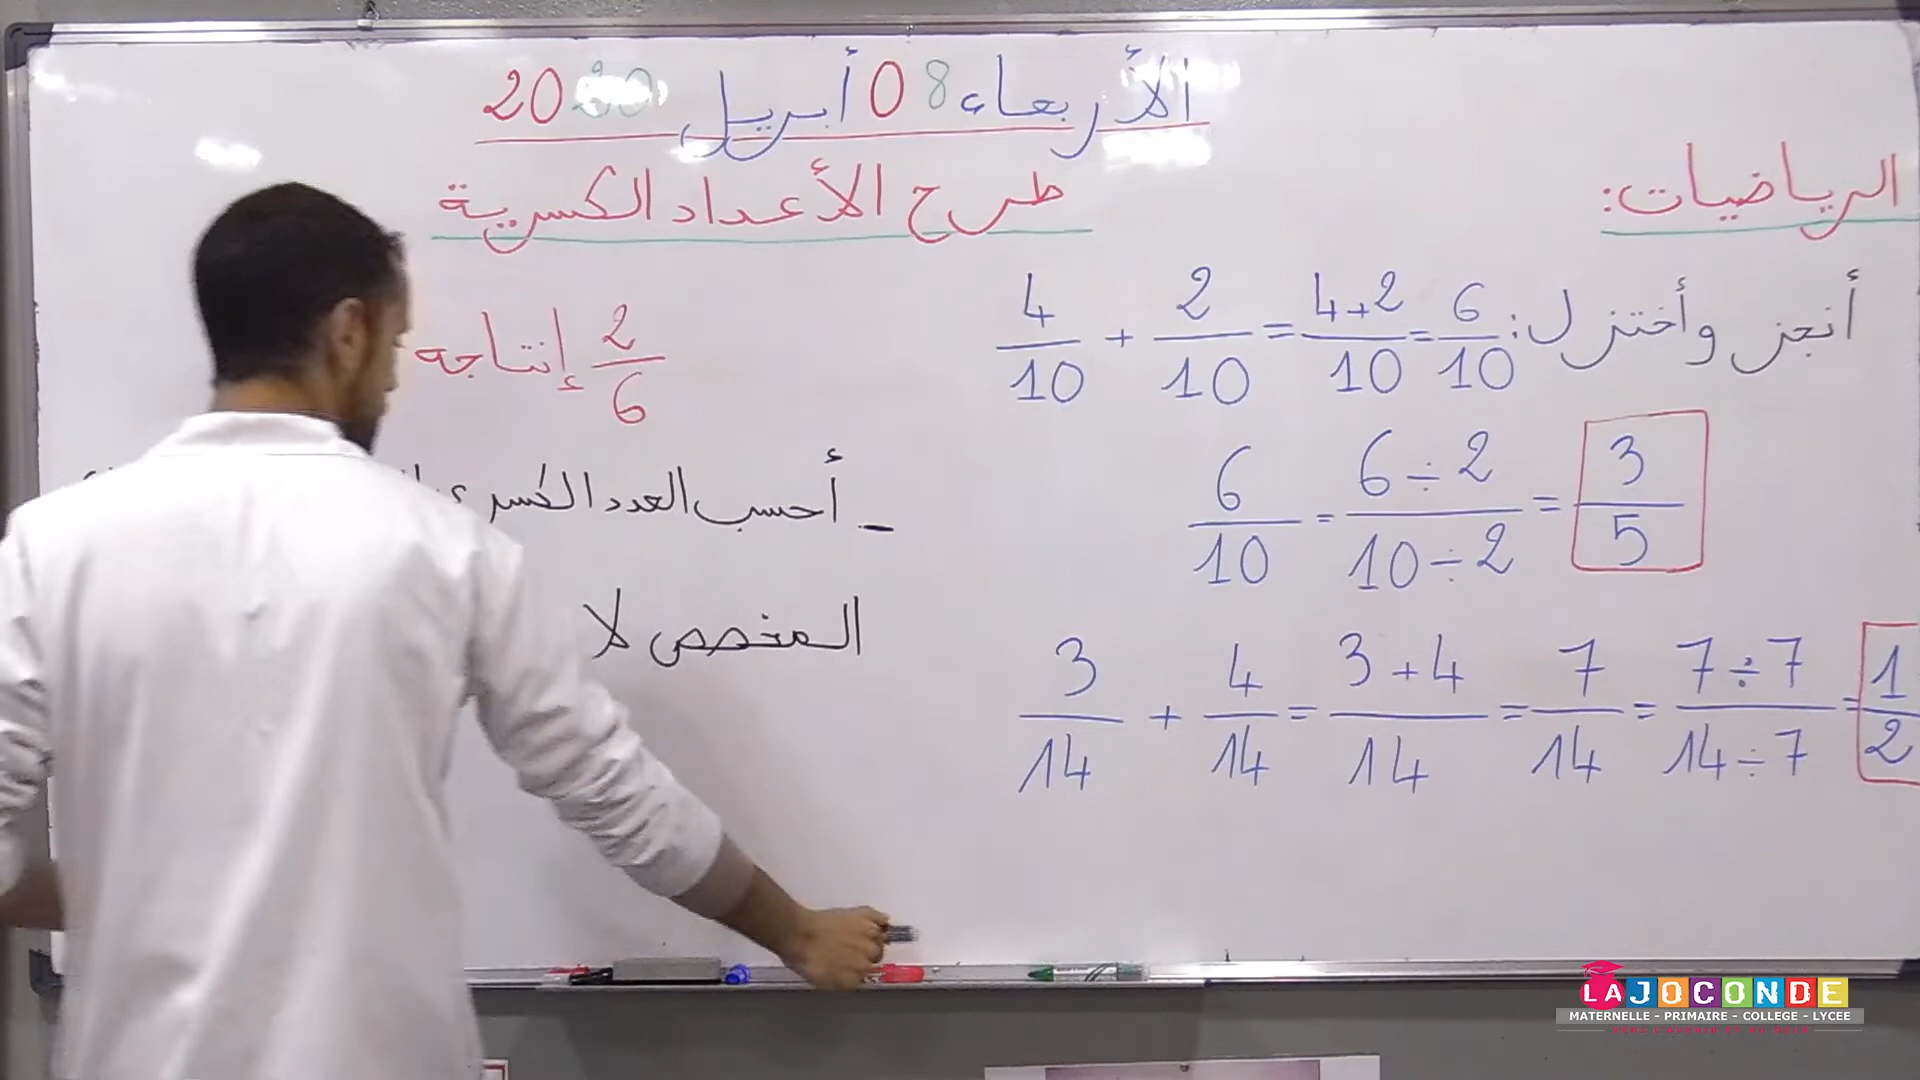 الأربعاء 08 أبريل 2020
الرياضيات:
طرح الأعداد الكسرية
أنجز وأختزل:
4/10 + 2/10 = 4+2/10 = 6/10
6/10 = 6÷2/10÷2 = 3/5
3/14 + 4/14 = 3+4/14 = 7/14 = 7÷7/14÷7 = 1/2
2/6 إنتاجه
- أحسب العدد الكسري
المخصص لا
LAJOCONDE
MATERNELLE - PRIMAIRE - COLLEGE - LYCEE